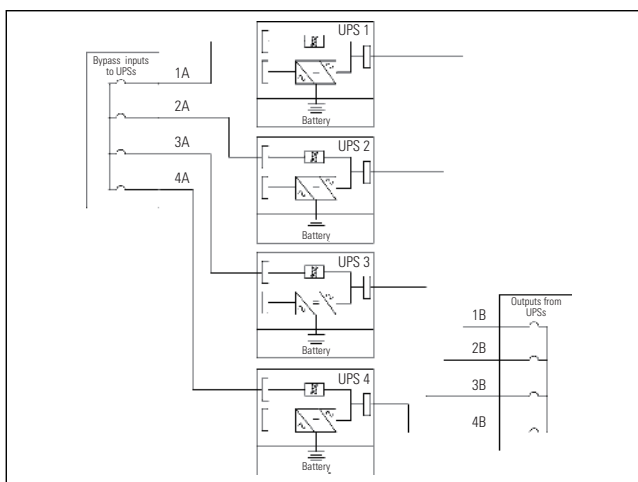 UPS 1
Bypass inputs
to UPSs
1A
Battery
2A
UPS 2
3A
4A
Battery
UPS 3
Outputs from
UPSs
1B
Battery
2B
UPS 4
3B
4B
Battery